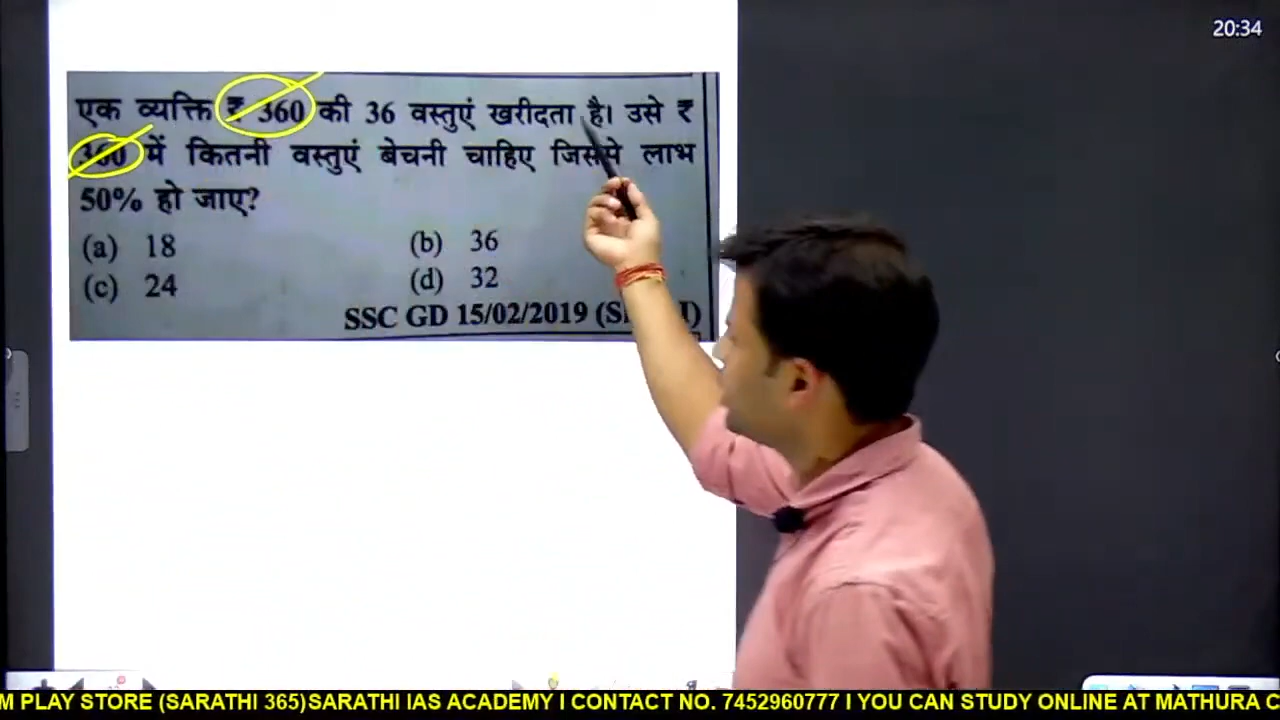 20:34
एक व्यक्ति ₹ 360 की 36 वस्तुएं खरीदता है। उसे ₹
360 में कितनी वस्तुएं बेचनी चाहिए जिससे लाभ
50% हो जाए?
(a) 18 (b) 36
(c) 24 (d) 32
SSC GD 15/02/2019
M PLAY STORE (SARATHI 365)SARATHI IAS ACADEMY I CONTACT NO. 7452960777 I YOU CAN STUDY ONLINE AT MATHURA C